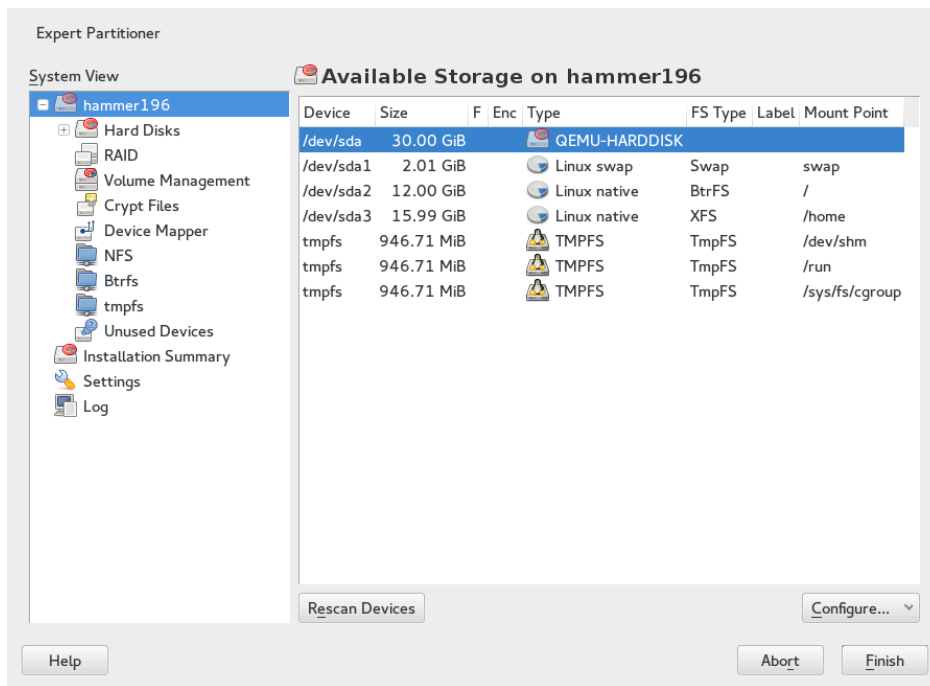 Expert Partitioner
System View
hammer196
Hard Disks
RAID
Volume Management
Crypt Files
Device Mapper
NFS
Btrfs
tmpfs
Unused Devices
Installation Summary
Settings
Log
Available Storage on hammer196
Device Size F Enc Type FS Type Label Mount Point
/dev/sda 30.00 GiB QEMU-HARDDISK
/dev/sda1 2.01 GiB Linux swap Swap swap
/dev/sda2 12.00 GiB Linux native BtrFS /
/dev/sda3 15.99 GiB Linux native XFS /home
tmpfs 946.71 MiB TMPFS TmpFS /dev/shm
tmpfs 946.71 MiB TMPFS TmpFS /run
tmpfs 946.71 MiB TMPFS TmpFS /sys/fs/cgroup
Rescan Devices Configure...
Help Abort Finish